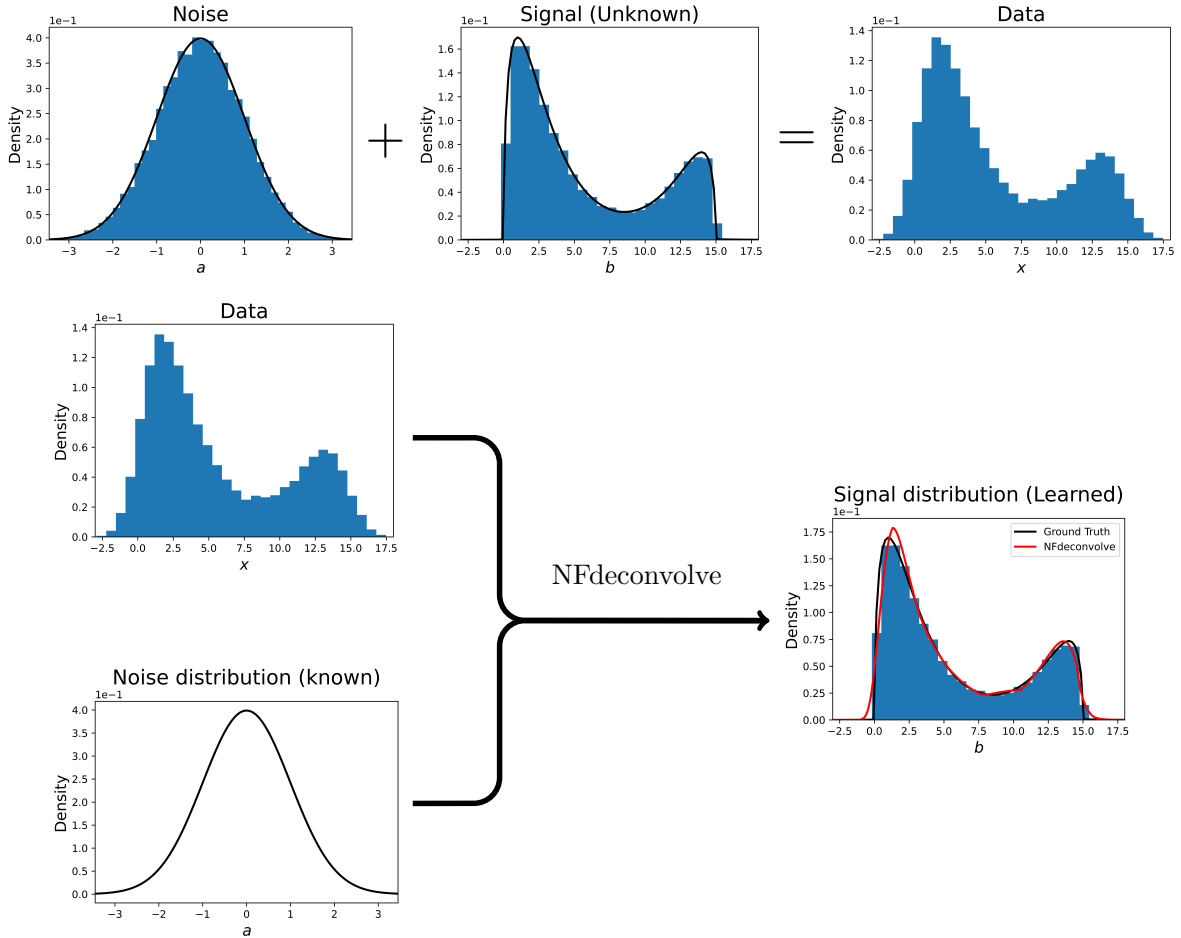 Noise
1e−1
Density
4.0
3.5
3.0
2.5
2.0
1.5
1.0
0.5
0.0
−3 −2 −1 0 1 2 3
a
+
Signal (Unknown)
1e−1
Density
1.6
1.4
1.2
1.0
0.8
0.6
0.4
0.2
0.0
−2.5 0.0 2.5 5.0 7.5 10.0 12.5 15.0 17.5
b
=
Data
1e−1
Density
1.4
1.2
1.0
0.8
0.6
0.4
0.2
0.0
−2.5 0.0 2.5 5.0 7.5 10.0 12.5 15.0 17.5
x
Data
1e−1
Density
1.4
1.2
1.0
0.8
0.6
0.4
0.2
0.0
−2.5 0.0 2.5 5.0 7.5 10.0 12.5 15.0 17.5
x
Noise distribution (known)
1e−1
Density
4.0
3.5
3.0
2.5
2.0
1.5
1.0
0.5
0.0
−3 −2 −1 0 1 2 3
a
NFdeconvolve
Signal distribution (Learned)
1e−1
Ground Truth
NFdeconvolve
Density
1.75
1.50
1.25
1.00
0.75
0.50
0.25
0.00
−2.5 0.0 2.5 5.0 7.5 10.0 12.5 15.0 17.5
b